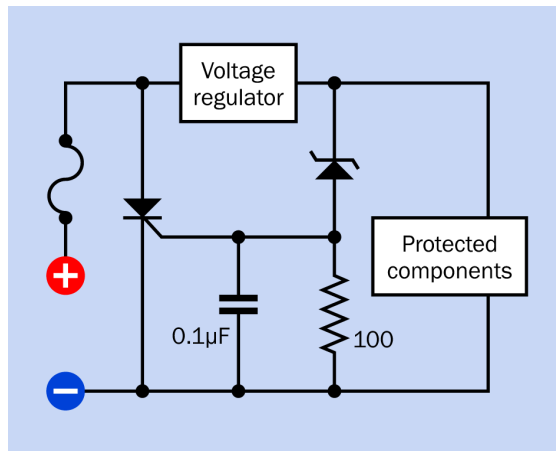 Voltage
regulator
Protected
components
0.1µF
100